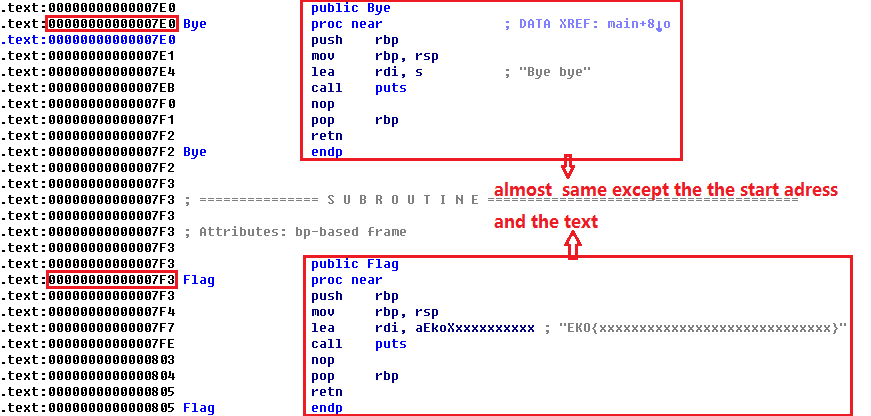 .text:00000000000007E0 public Bye
.text:00000000000007E0 Bye proc near ; DATA XREF: main+8↓o
.text:00000000000007E0 push rbp
.text:00000000000007E1 mov rbp, rsp
.text:00000000000007E4 lea rdi, s ; "Bye bye"
.text:00000000000007EB call puts
.text:00000000000007F0 nop
.text:00000000000007F1 pop rbp
.text:00000000000007F2 retn
.text:00000000000007F2 Bye endp
.text:00000000000007F2
.text:00000000000007F3
almost same except the the start adress
.text:00000000000007F3 ; =============== S U B R O U T I N E =======================================
and the text
.text:00000000000007F3
.text:00000000000007F3 ; Attributes: bp-based frame
.text:00000000000007F3
.text:00000000000007F3 public Flag
.text:00000000000007F3 Flag proc near
.text:00000000000007F3 push rbp
.text:00000000000007F4 mov rbp, rsp
.text:00000000000007F7 lea rdi, aEkoXxxxxxxxxxx ; "EKO{xxxxxxxxxxxxxxxxxxxxxxxxxxxxx}"
.text:00000000000007FE call puts
.text:0000000000000803 nop
.text:0000000000000804 pop rbp
.text:0000000000000805 retn
.text:0000000000000805 Flag endp